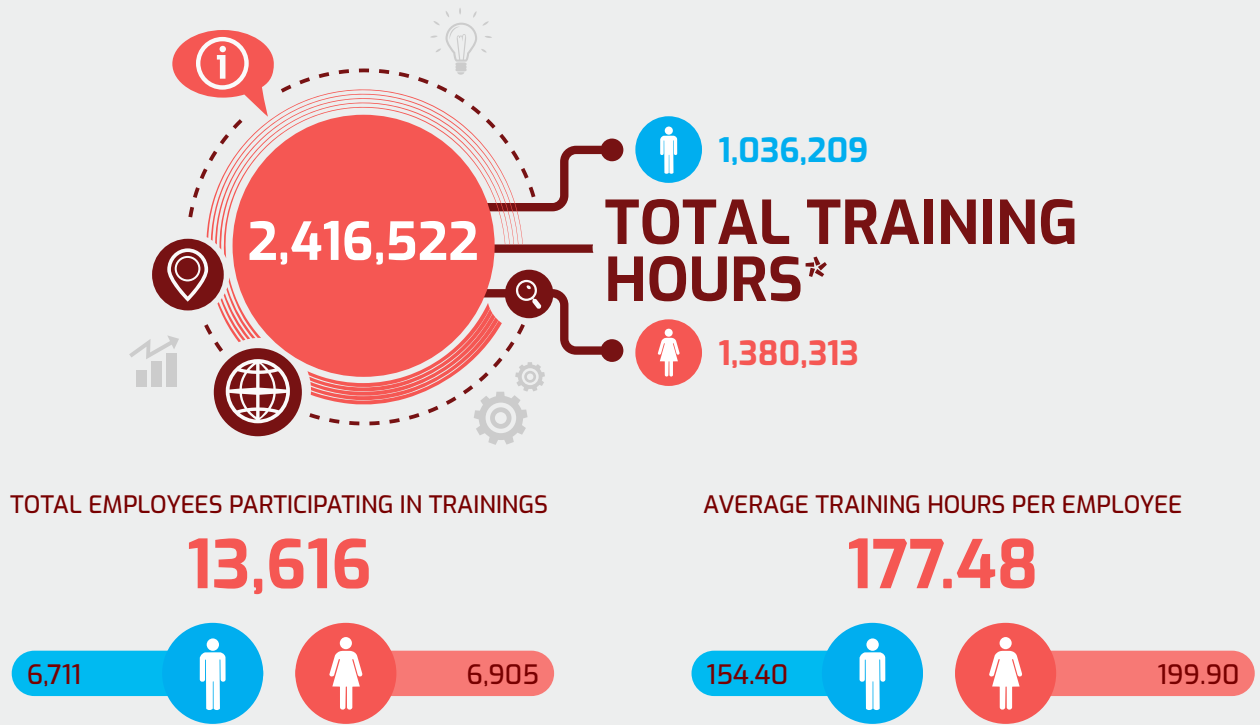 2,416,522
1,036,209
TOTAL TRAINING
HOURS*
1,380,313
TOTAL EMPLOYEES PARTICIPATING IN TRAININGS
13,616
6,711
6,905
AVERAGE TRAINING HOURS PER EMPLOYEE
177.48
154.40
199.90